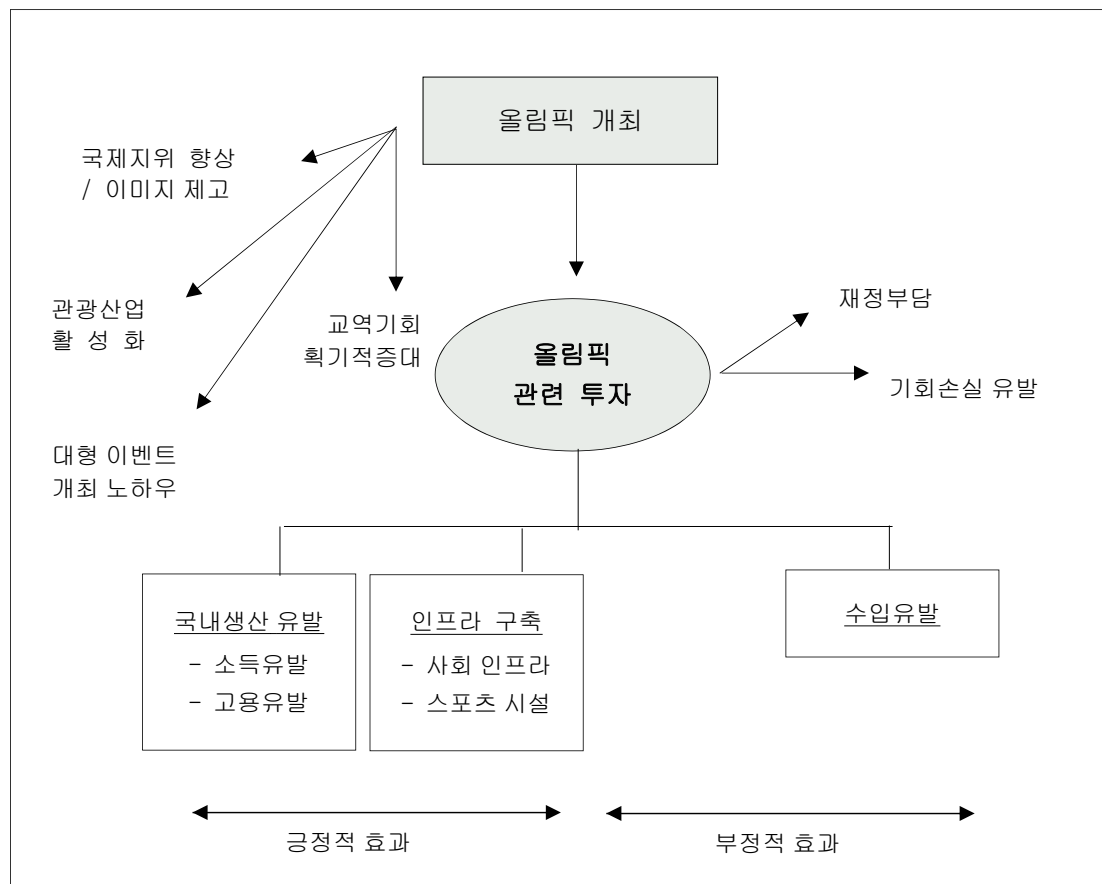 올림픽 개최
국제지위 향상
/ 이미지 제고
관광산업
활 성 화
교역기회
획기적증대
대형 이벤트
개최 노하우
올림픽
관련 투자
재정부담
기회손실 유발
국내생산 유발
- 소득유발
- 고용유발
인프라 구축
- 사회 인프라
- 스포츠 시설
수입유발
긍정적 효과
부정적 효과